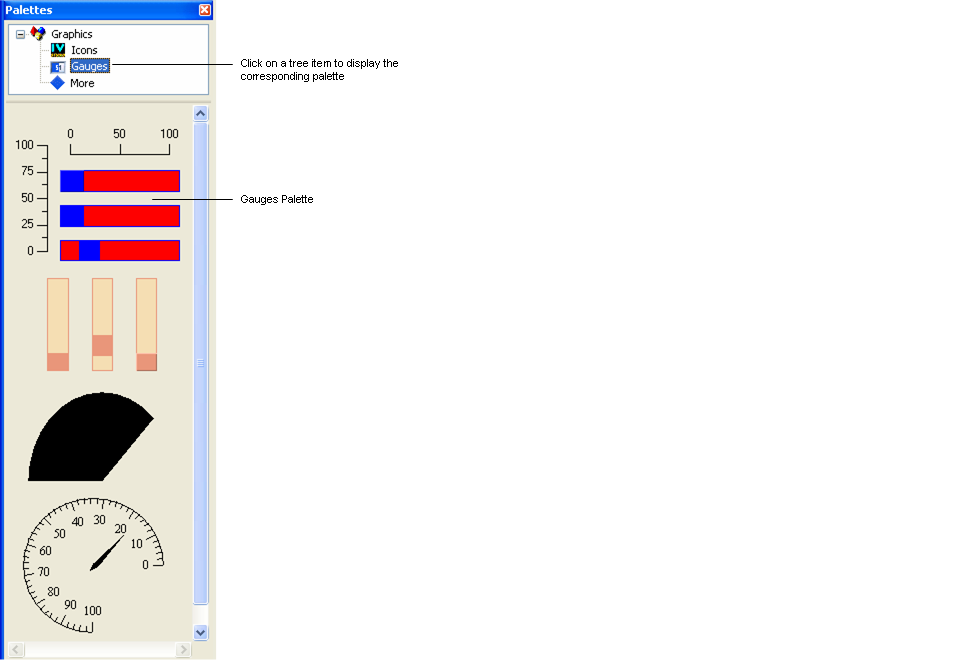 Palettes
Graphics
IV
Icons
Gauges
More
Click on a tree item to display the
corresponding palette
0 50 100
100
75
50
25
0
Gauges Palette
0
10
20
30
40
50
60
70
80
90
100